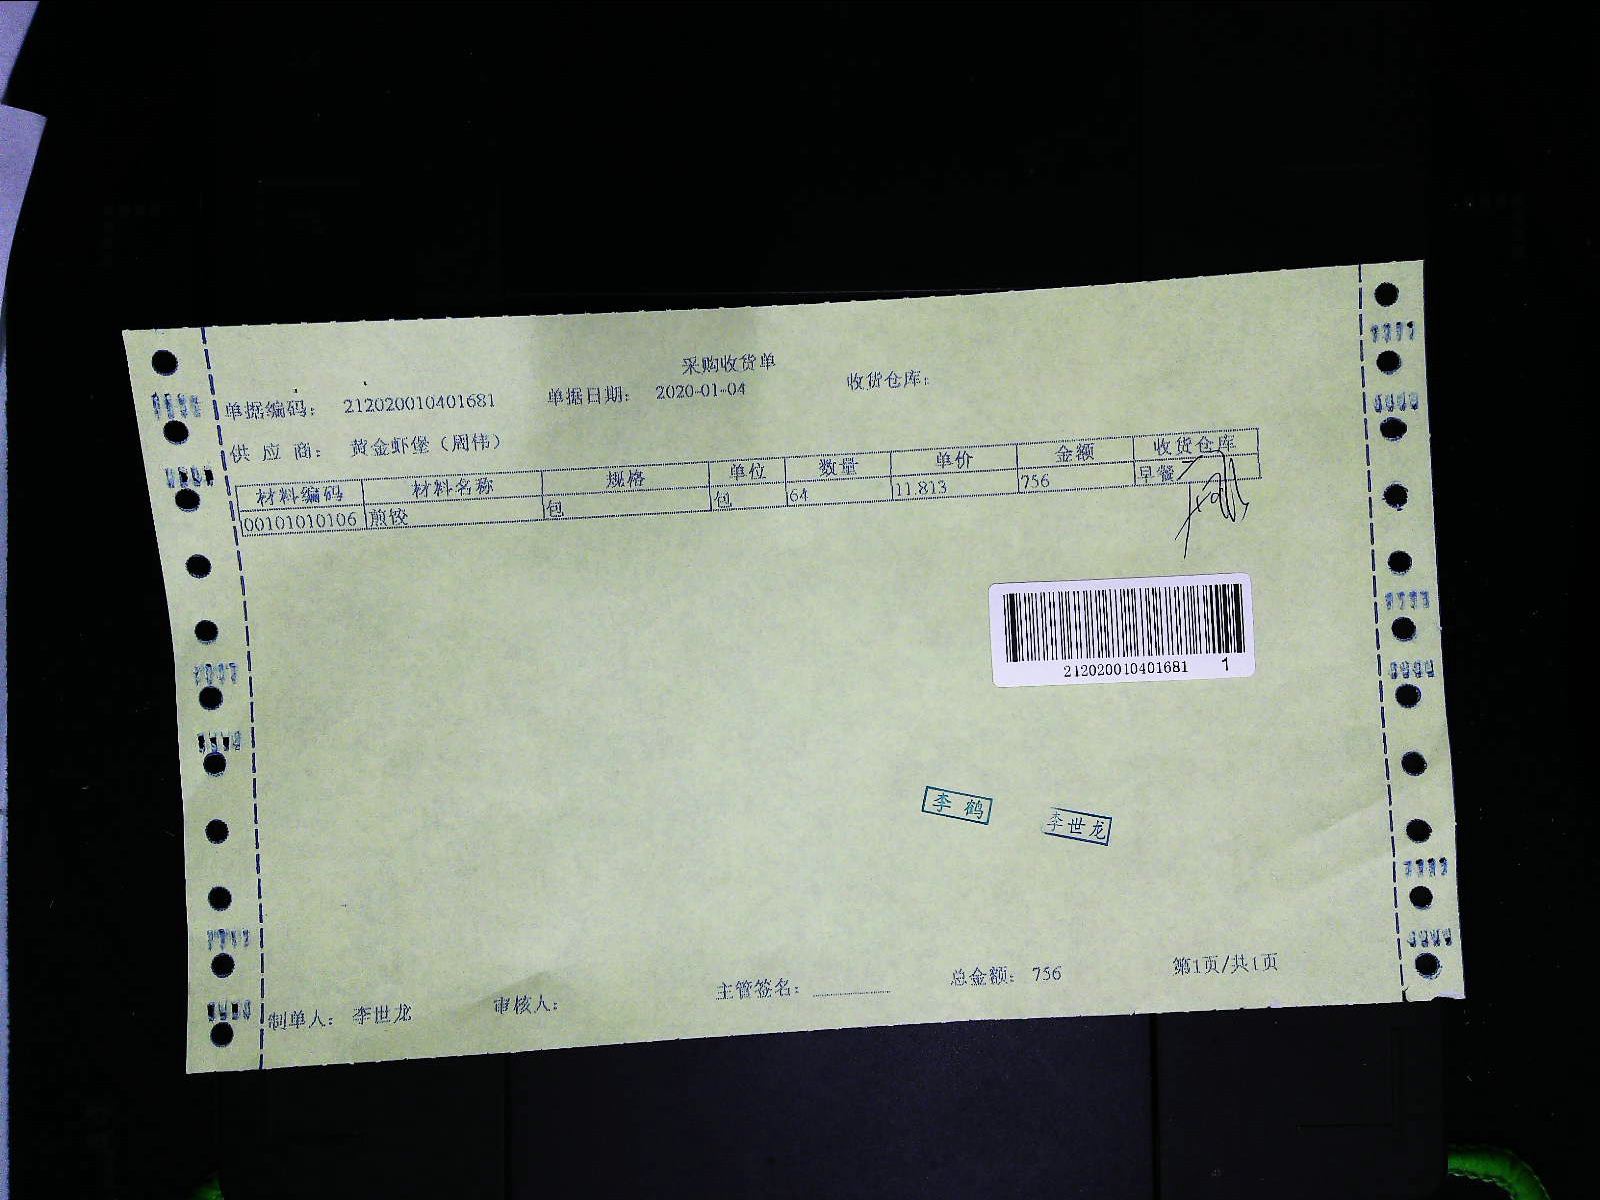 采购收货单
单据编码: 212020010401681 单据日期: 2020-01-04 收货仓库:
供 应 商: 黄金虾堡（周伟）
材料编码 材料名称 规格 单位 数量 单价 金额 收货仓库
00101010106 煎饺 包 包 64 11.813 756 早餐
212020010401681 1
李 鹤 李世龙
制单人: 李世龙 审核人: 主管签名: 总金额: 756 第1页/共1页